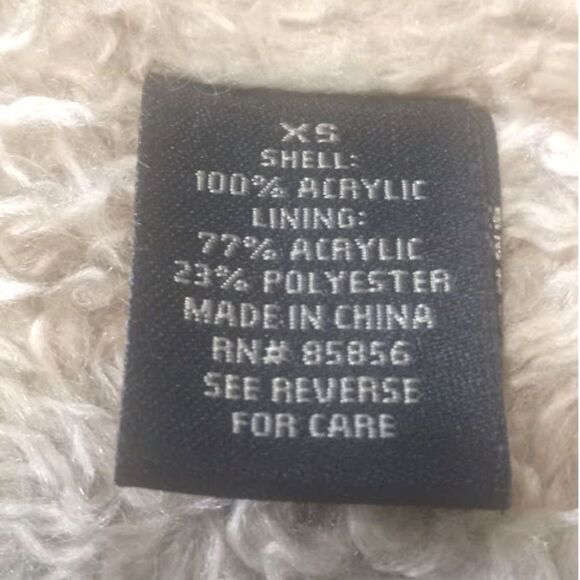 XS
SHELL:
100% ACRYLIC
LINING:
77% ACRYLIC
23% POLYESTER
MADE IN CHINA
RN# 85856
SEE REVERSE
FOR CARE